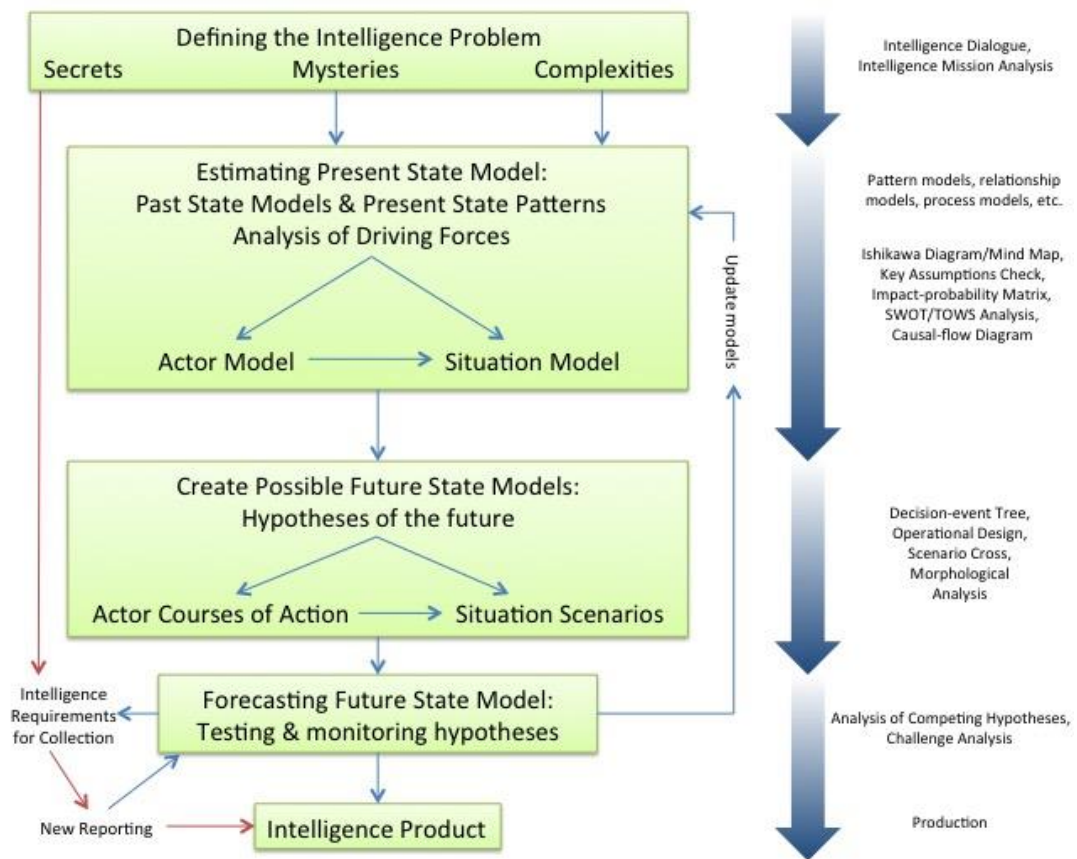 Defining the Intelligence Problem
Secrets Mysteries Complexities
Intelligence Dialogue,
Intelligence Mission Analysis
Estimating Present State Model:
Past State Models & Present State Patterns
Analysis of Driving Forces
Actor Model Situation Model
Update models
Pattern models, relationship
models, process models, etc.
Ishikawa Diagram/Mind Map,
Key Assumptions Check,
Impact-probability Matrix,
SWOT/TOWS Analysis,
Causal-flow Diagram
Create Possible Future State Models:
Hypotheses of the future
Actor Courses of Action Situation Scenarios
Decision-event Tree,
Operational Design,
Scenario Cross,
Morphological
Analysis
Intelligence
Requirements
for Collection
Forecasting Future State Model:
Testing & monitoring hypotheses
Analysis of Competing Hypotheses,
Challenge Analysis
New Reporting
Intelligence Product
Production